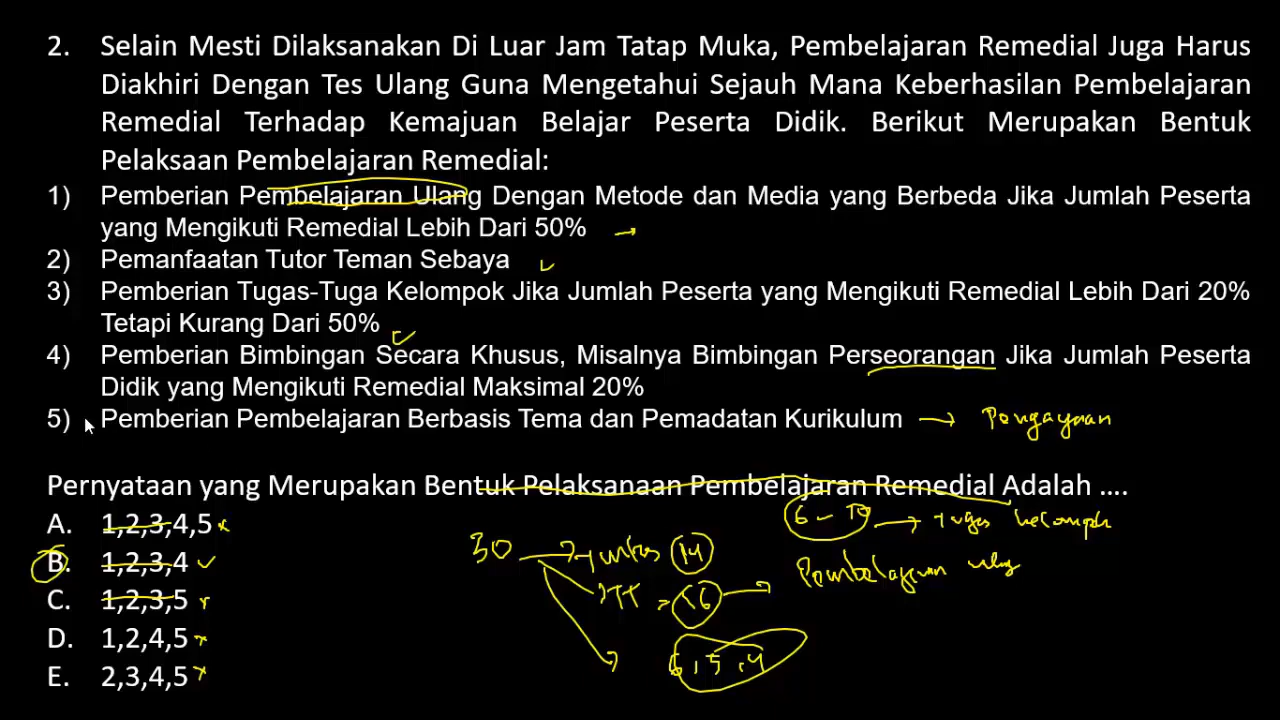 2. Selain Mesti Dilaksanakan Di Luar Jam Tatap Muka, Pembelajaran Remedial Juga Harus
Diakhiri Dengan Tes Ulang Guna Mengetahui Sejauh Mana Keberhasilan Pembelajaran
Remedial Terhadap Kemajuan Belajar Peserta Didik. Berikut Merupakan Bentuk
Pelaksaan Pembelajaran Remedial:
1) Pemberian Pembelajaran Ulang Dengan Metode dan Media yang Berbeda Jika Jumlah Peserta
yang Mengikuti Remedial Lebih Dari 50%
2) Pemanfaatan Tutor Teman Sebaya
3) Pemberian Tugas-Tuga Kelompok Jika Jumlah Peserta yang Mengikuti Remedial Lebih Dari 20%
Tetapi Kurang Dari 50%
4) Pemberian Bimbingan Secara Khusus, Misalnya Bimbingan Perseorangan Jika Jumlah Peserta
Didik yang Mengikuti Remedial Maksimal 20%
5) Pemberian Pembelajaran Berbasis Tema dan Pemadatan Kurikulum → Pengayaan
Pernyataan yang Merupakan Bentuk Pelaksanaan Pembelajaran Remedial Adalah ....
A. 1,2,3,4,5
B. 1,2,3,4
C. 1,2,3,5
D. 1,2,4,5
E. 2,3,4,5
→ tugas
30 → tuntas 14
Pembelajaran
16
6, 5, 4